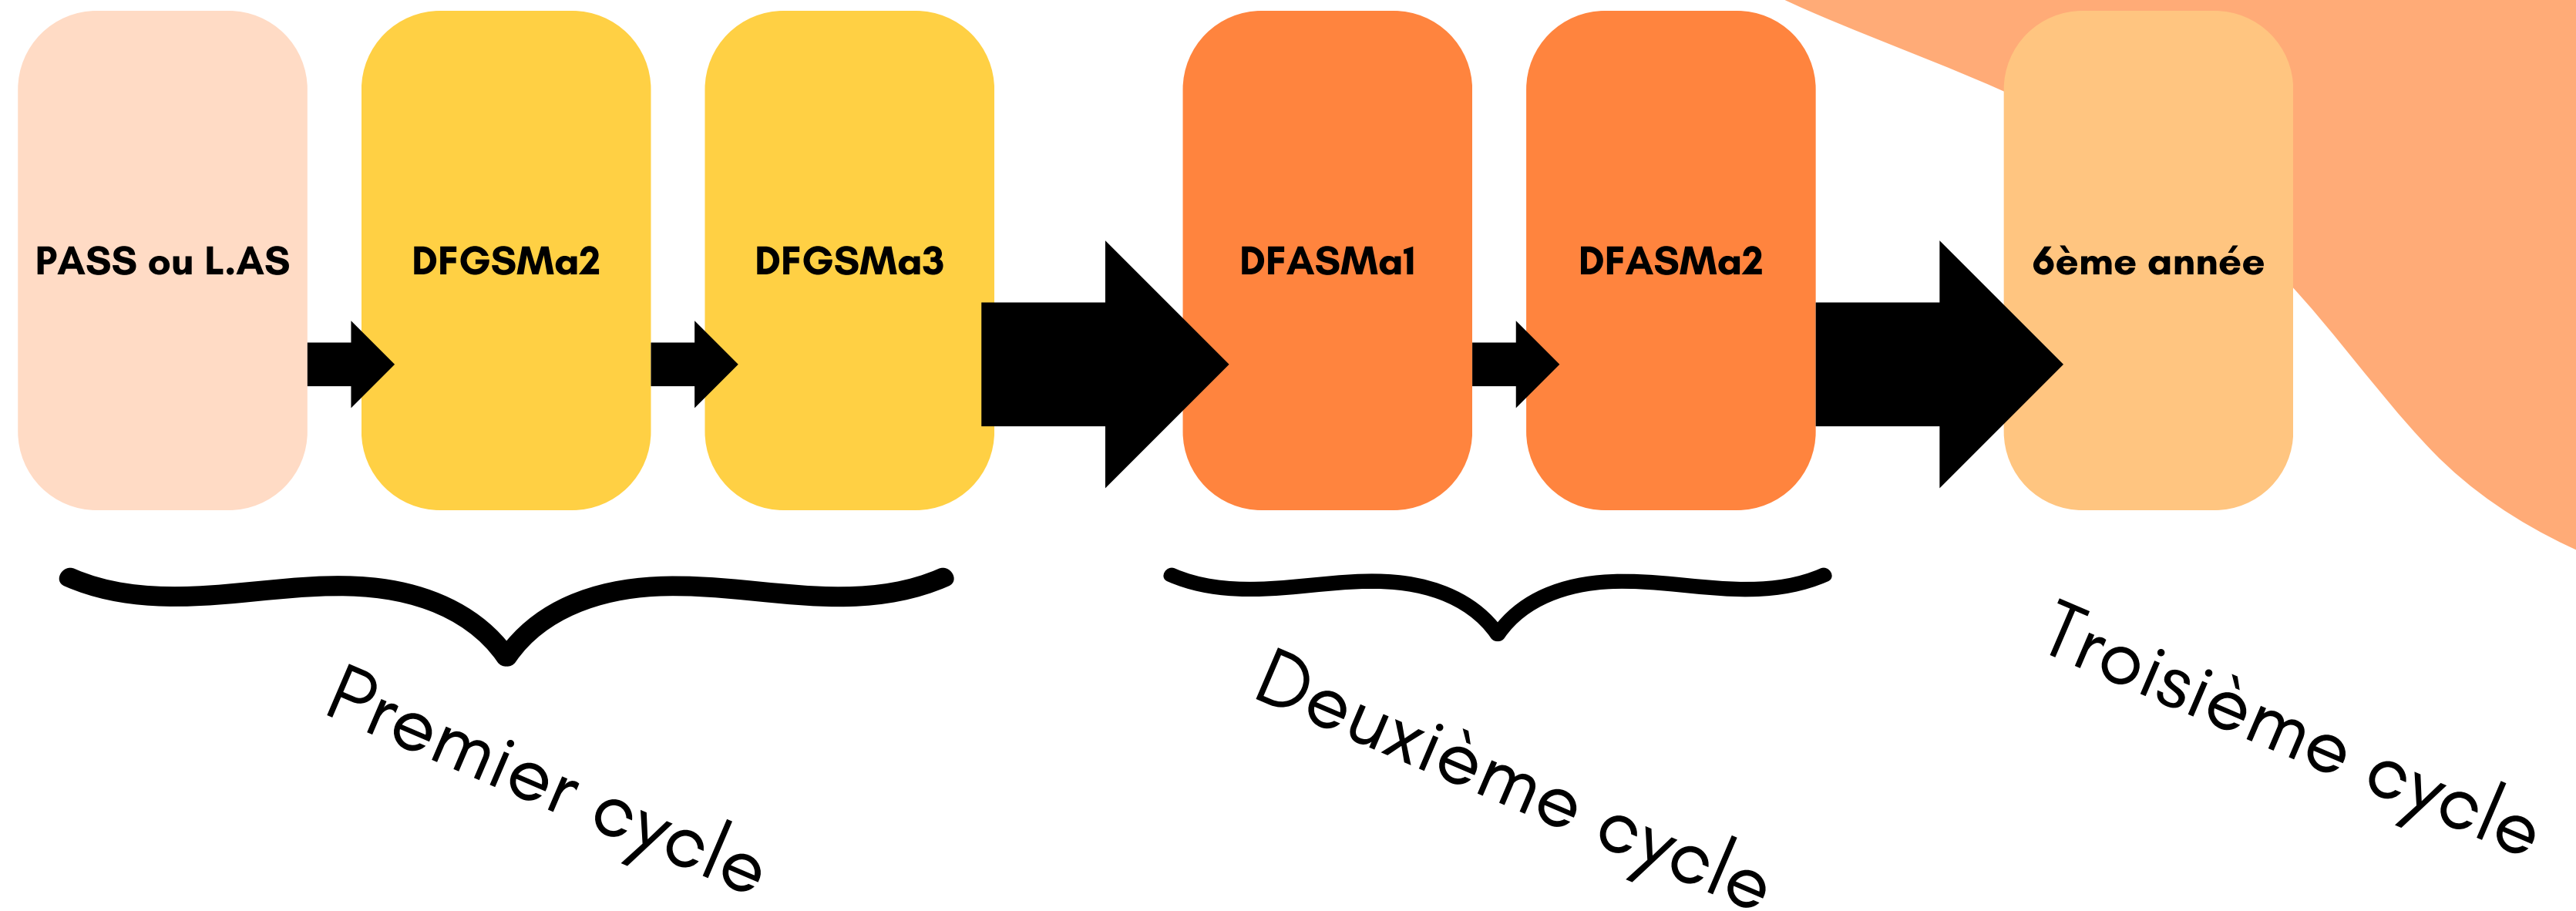 PASS ou L.AS
DFGSMa2
DFGSMa3
DFASMa1
DFASMa2
6ème année
Premier cycle
Deuxième cycle
Troisième cycle